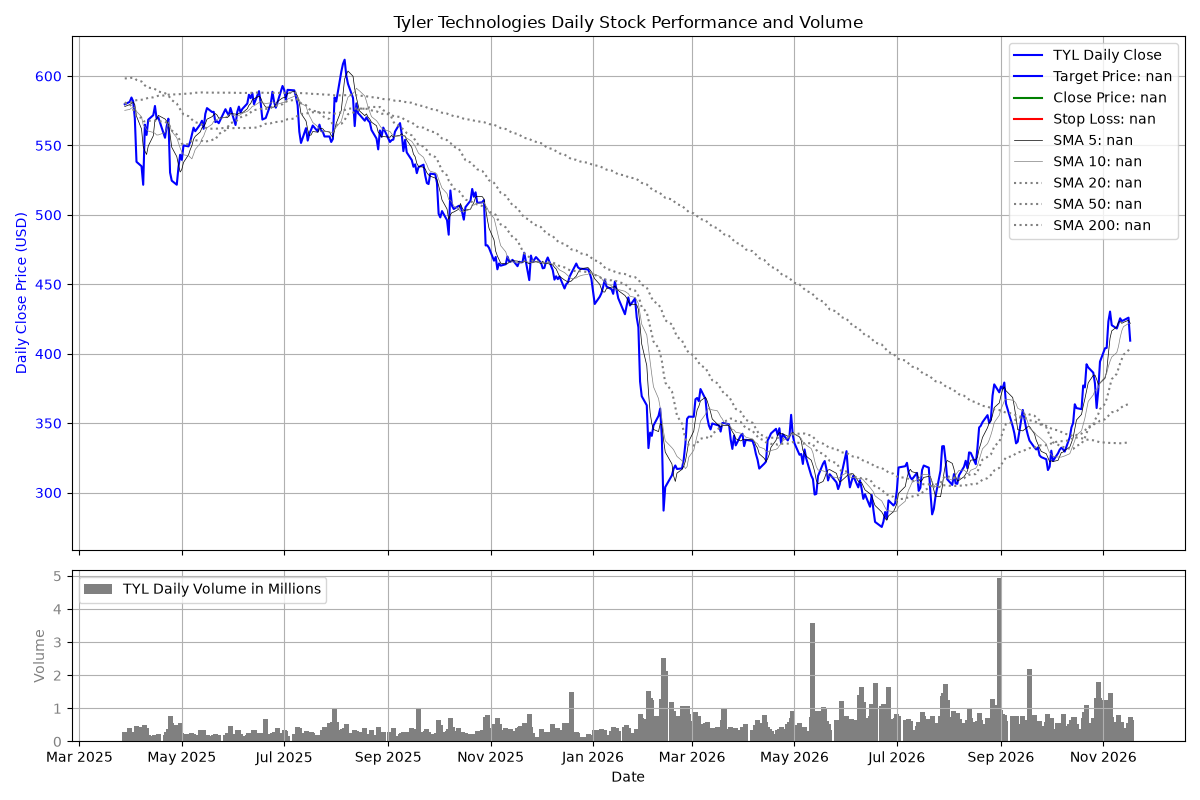 Tyler Technologies Daily Stock Performance and Volume
TYL Daily Close
Target Price: nan
Close Price: nan
Stop Loss: nan
SMA 5: nan
SMA 10: nan
SMA 20: nan
SMA 50: nan
SMA 200: nan
Daily Close Price (USD)
600
550
500
450
400
350
300
TYL Daily Volume in Millions
Volume
5
4
3
2
1
0
Mar 2025 May 2025 Jul 2025 Sep 2025 Nov 2025 Jan 2026 Mar 2026 May 2026 Jul 2026 Sep 2026 Nov 2026
Date